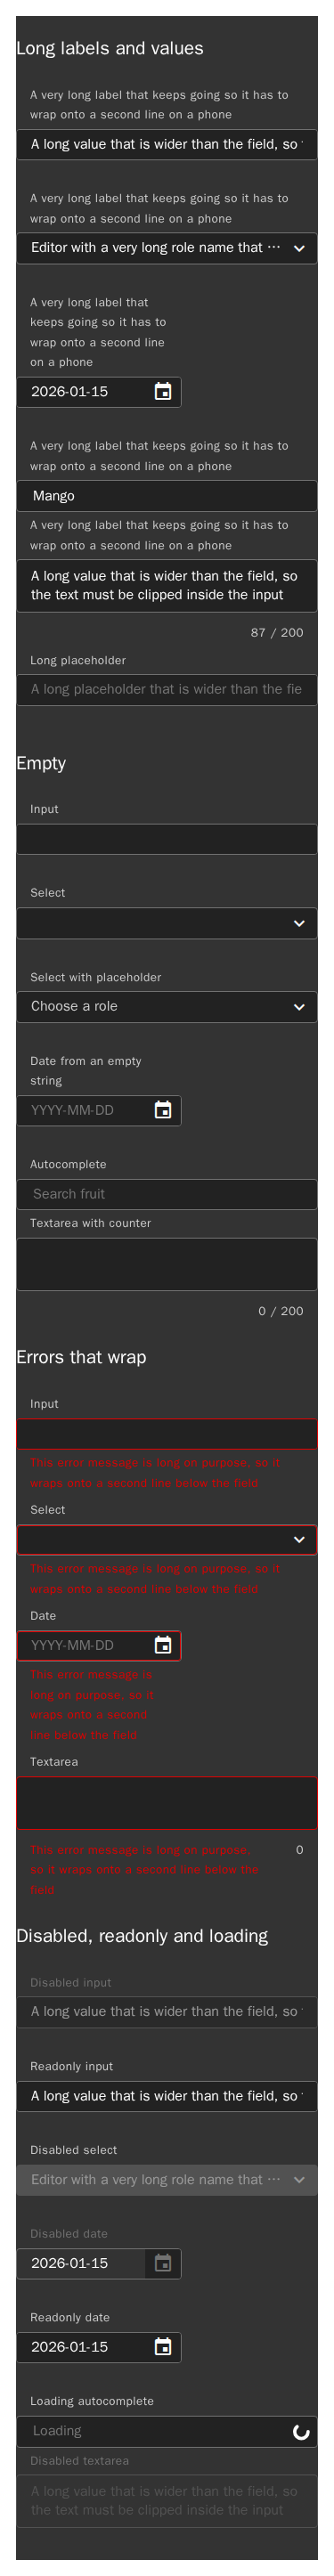 Long labels and values
A very long label that keeps going so it has to
wrap onto a second line on a phone
A long value that is wider than the field, so
A very long label that keeps going so it has to
wrap onto a second line on a phone
Editor with a very long role name that …
A very long label that
keeps going so it has to
wrap onto a second line
on a phone
2026-01-15
A very long label that keeps going so it has to
wrap onto a second line on a phone
Mango
A very long label that keeps going so it has to
wrap onto a second line on a phone
A long value that is wider than the field, so
the text must be clipped inside the input
87 / 200
Long placeholder
A long placeholder that is wider than the fie
Empty
Input
Select
Select with placeholder
Choose a role
Date from an empty
string
YYYY-MM-DD
Autocomplete
Search fruit
Textarea with counter
0 / 200
Errors that wrap
Input
This error message is long on purpose, so it
wraps onto a second line below the field
Select
This error message is long on purpose, so it
wraps onto a second line below the field
Date
YYYY-MM-DD
This error message is
long on purpose, so it
wraps onto a second
line below the field
Textarea
This error message is long on purpose, 0
so it wraps onto a second line below the
field
Disabled, readonly and loading
Disabled input
A long value that is wider than the field, so
Readonly input
A long value that is wider than the field, so
Disabled select
Editor with a very long role name that …
Disabled date
2026-01-15
Readonly date
2026-01-15
Loading autocomplete
Loading
Disabled textarea
A long value that is wider than the field, so
the text must be clipped inside the input